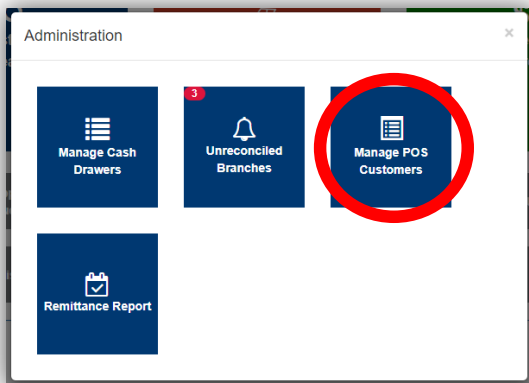 Administration
×
Manage Cash
Drawers
3
Unreconciled
Branches
Manage POS
Customers
Remittance Report